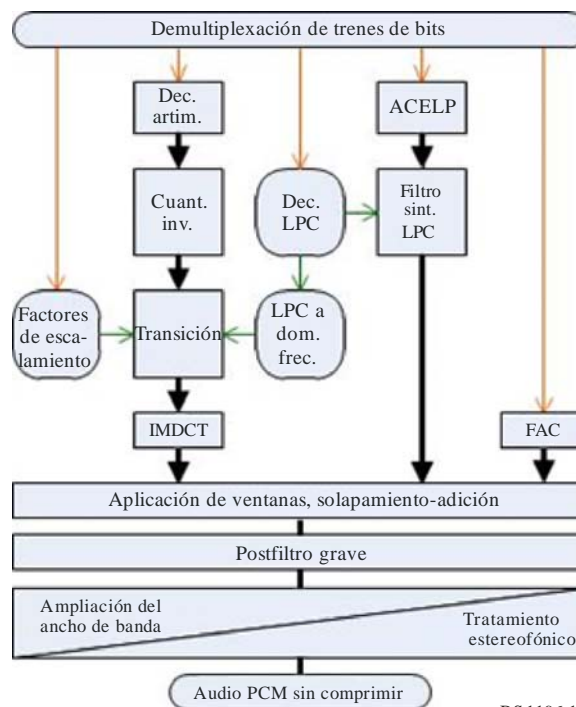 Demultiplexación de trenes de bits
Dec.
artim.
ACELP
Cuant.
inv.
Dec.
LPC
Filtro
sint.
LPC
Factores
de esca-
lamiento
Transición
LPC a
dom.
frec.
IMDCT
FAC
Aplicación de ventanas, solapamiento-adición
Postfiltro grave
Ampliación del
ancho de banda
Tratamiento
estereofónico
Audio PCM sin comprimir